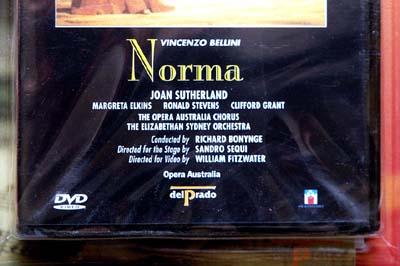 VINCENZO BELLINI
Norma
JOAN SUTHERLAND
MARGRETA ELKINS RONALD STEVENS CLIFFORD GRANT
THE OPERA AUSTRALIA CHORUS
THE ELIZABETHAN SYDNEY ORCHESTRA
Conducted by RICHARD BONYNGE
Directed for the Stage by SANDRO SEQUI
Directed for Video by WILLIAM FITZWATER
Opera Australia
DVD
delPrado